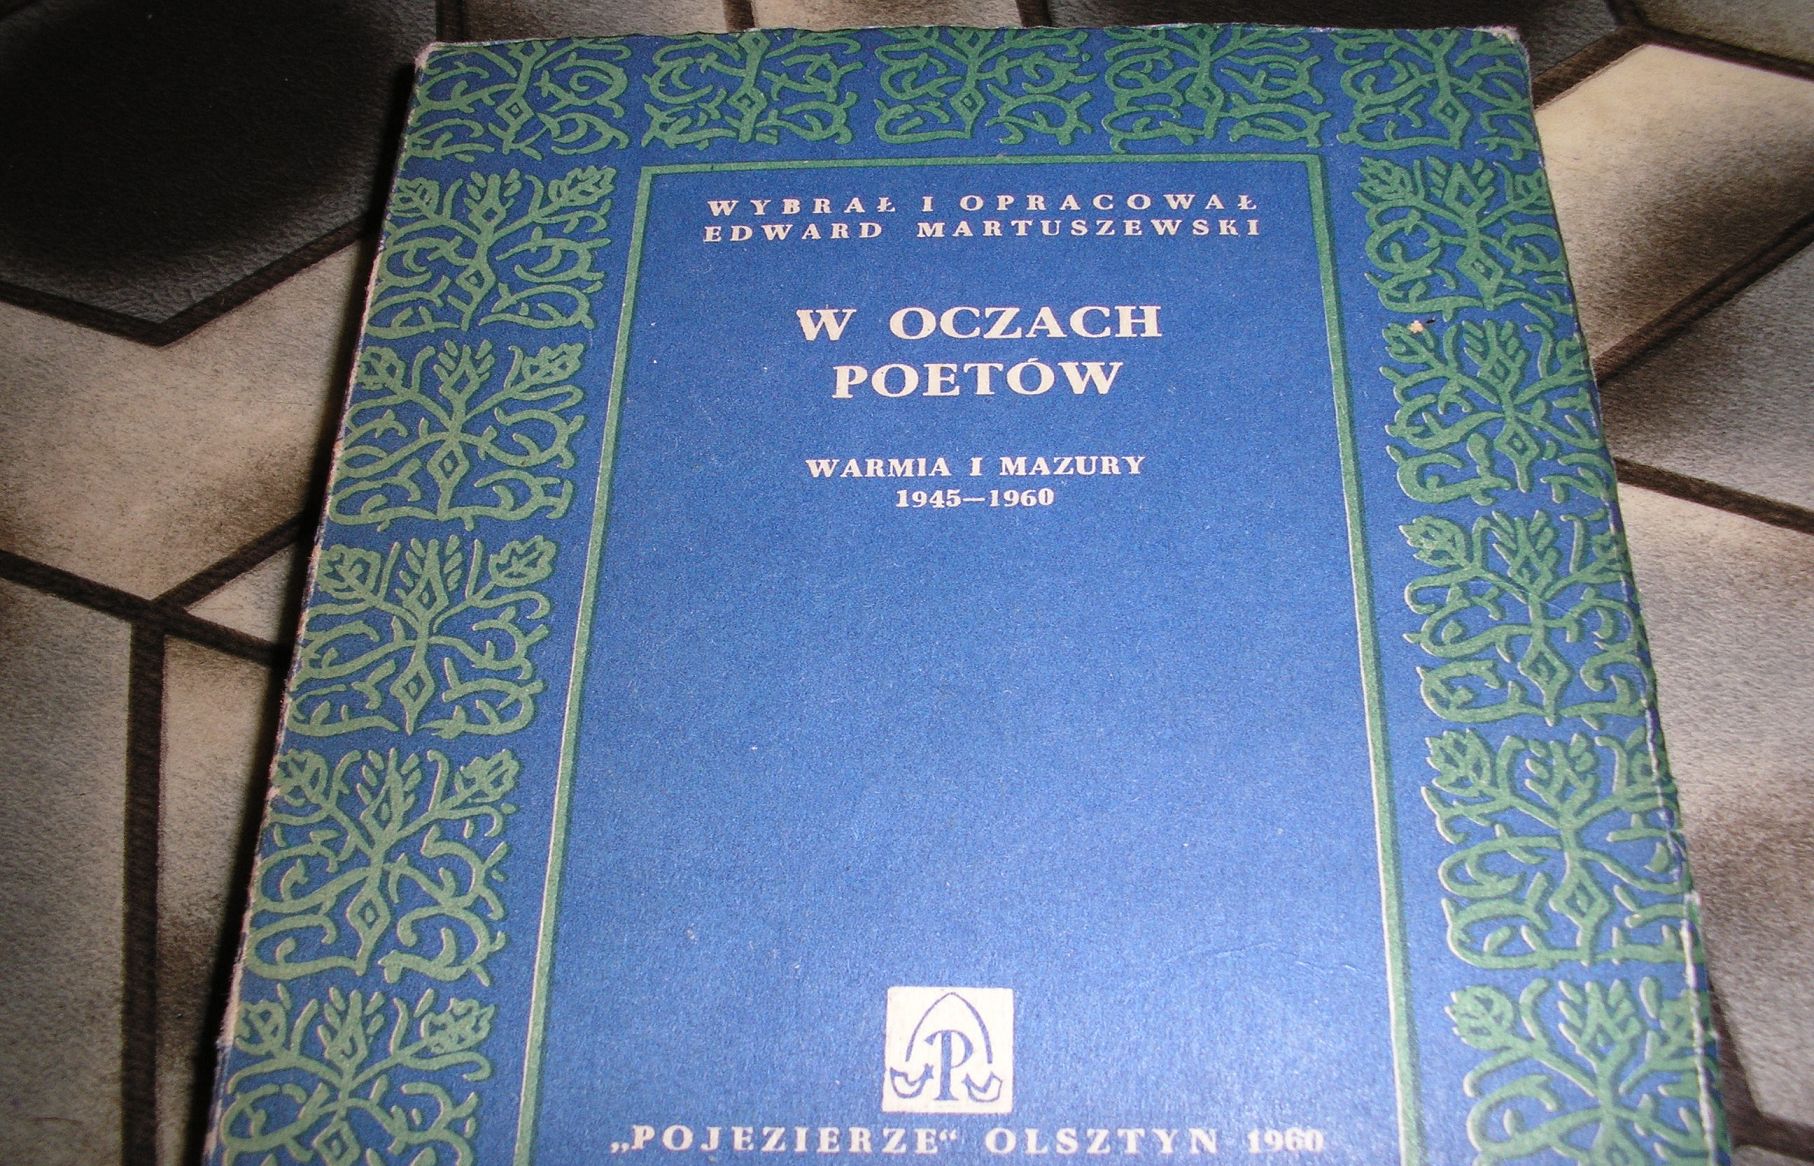 WYBRAŁ I OPRACOWAŁ
EDWARD MARTUSZEWSKI
W OCZACH
POETÓW
WARMIA I MAZURY
1945—1960
P
„POJEZIERZE“ OLSZTYN 1960